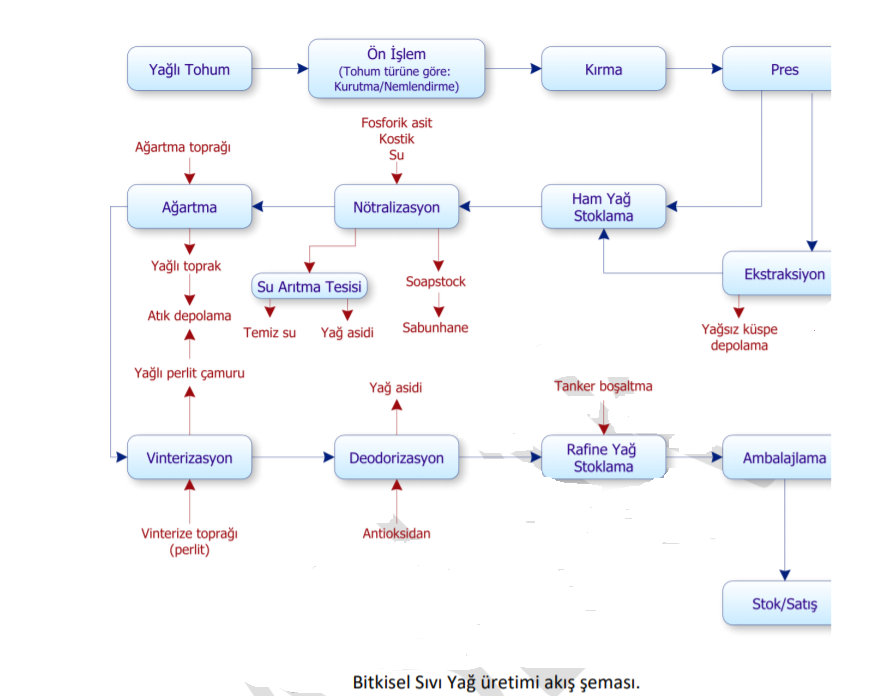 Yağlı Tohum
Ön İşlem
(Tohum türüne göre:
Kurutma/Nemlendirme)
Kırma
Pres
Fosforik asit
Kostik
Su
Ağartma toprağı
Ağartma
Nötralizasyon
Ham Yağ
Stoklama
Yağlı toprak
Su Arıtma Tesisi
Soapstock
Ekstraksiyon
Atık depolama
Temiz su
Yağ asidi
Sabunhane
Yağsız küspe
depolama
Yağlı perlit çamuru
Yağ asidi
Tanker boşaltma
Vinterizasyon
Deodorizasyon
Rafine Yağ
Stoklama
Ambalajlama
Vinterize toprağı
(perlit)
Antioksidan
Stok/Satış
Bitkisel Sıvı Yağ üretimi akış şeması.